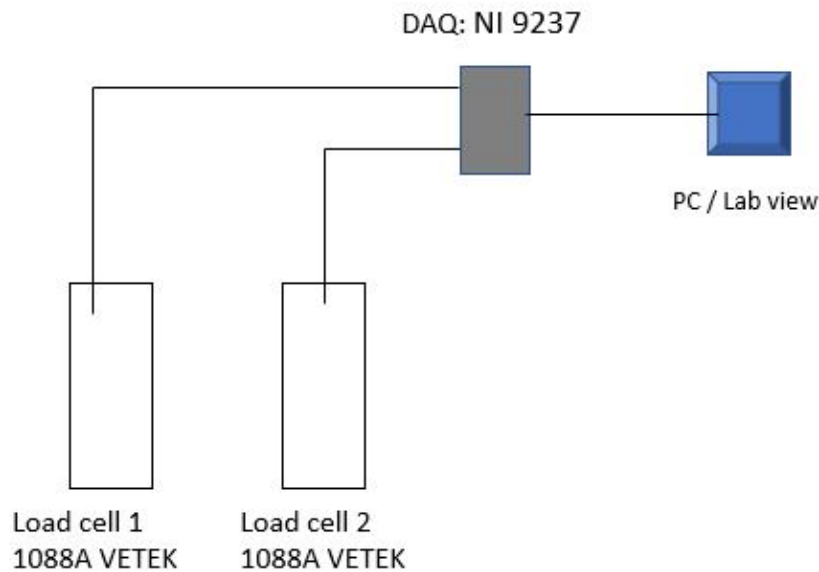 DAQ: NI 9237
PC / Lab view
Load cell 1
1088A VETEK
Load cell 2
1088A VETEK